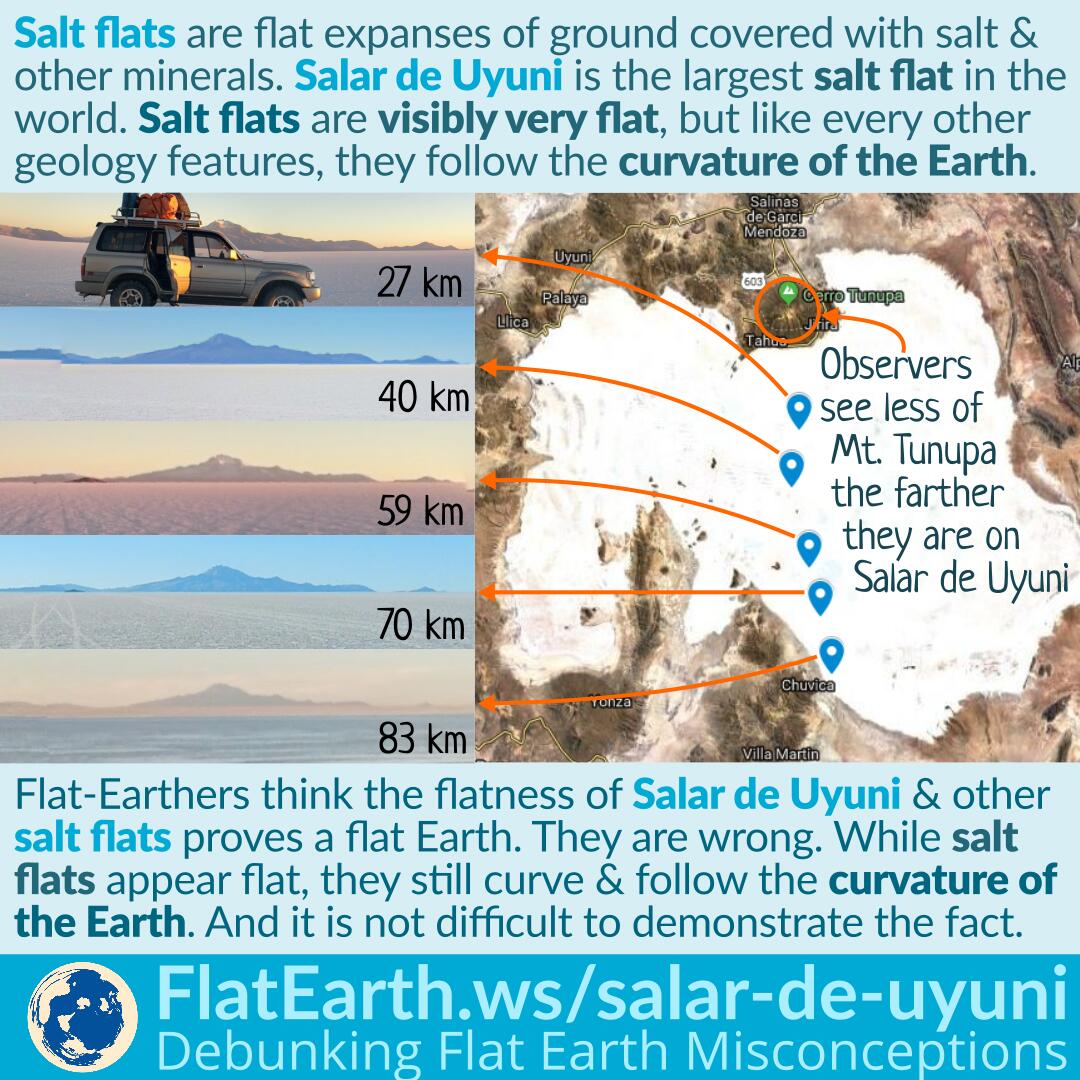 Salt flats are flat expanses of ground covered with salt &
other minerals. Salar de Uyuni is the largest salt flat in the
world. Salt flats are visibly very flat, but like every other
geology features, they follow the curvature of the Earth.
27 km
40 km
59 km
70 km
83 km
Salinas
de Garci
Mendoza
Uyuni
603
Cerro Tunupa
Palaya
Jirira
Llica
Tahua
Observers
see less of
Mt. Tunupa
the farther
they are on
Salar de Uyuni
Chuvica
Yonza
Villa Martin
Flat-Earthers think the flatness of Salar de Uyuni & other
salt flats proves a flat Earth. They are wrong. While salt
flats appear flat, they still curve & follow the curvature of
the Earth. And it is not difficult to demonstrate the fact.
FlatEarth.ws/salar-de-uyuni
Debunking Flat Earth Misconceptions